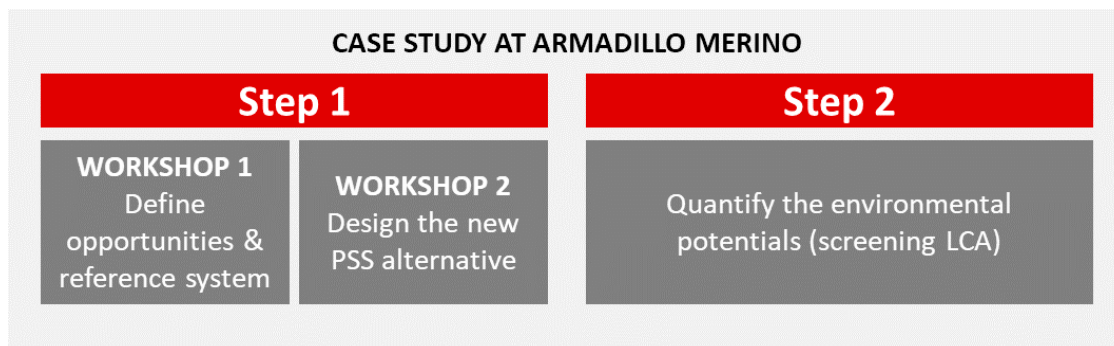 CASE STUDY AT ARMADILLO MERINO
Step 1
Step 2
WORKSHOP 1
Define
opportunities &
reference system
WORKSHOP 2
Design the new
PSS alternative
Quantify the environmental
potentials (screening LCA)